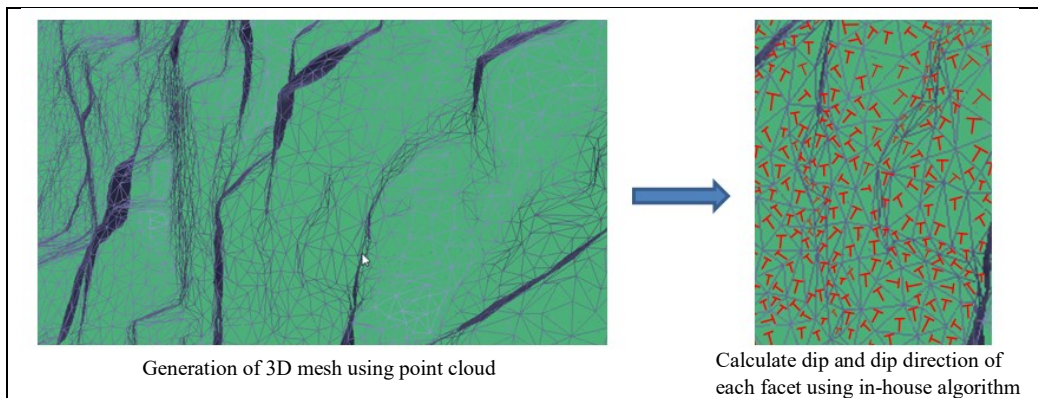 Generation of 3D mesh using point cloud
Calculate dip and dip direction of
each facet using in-house algorithm